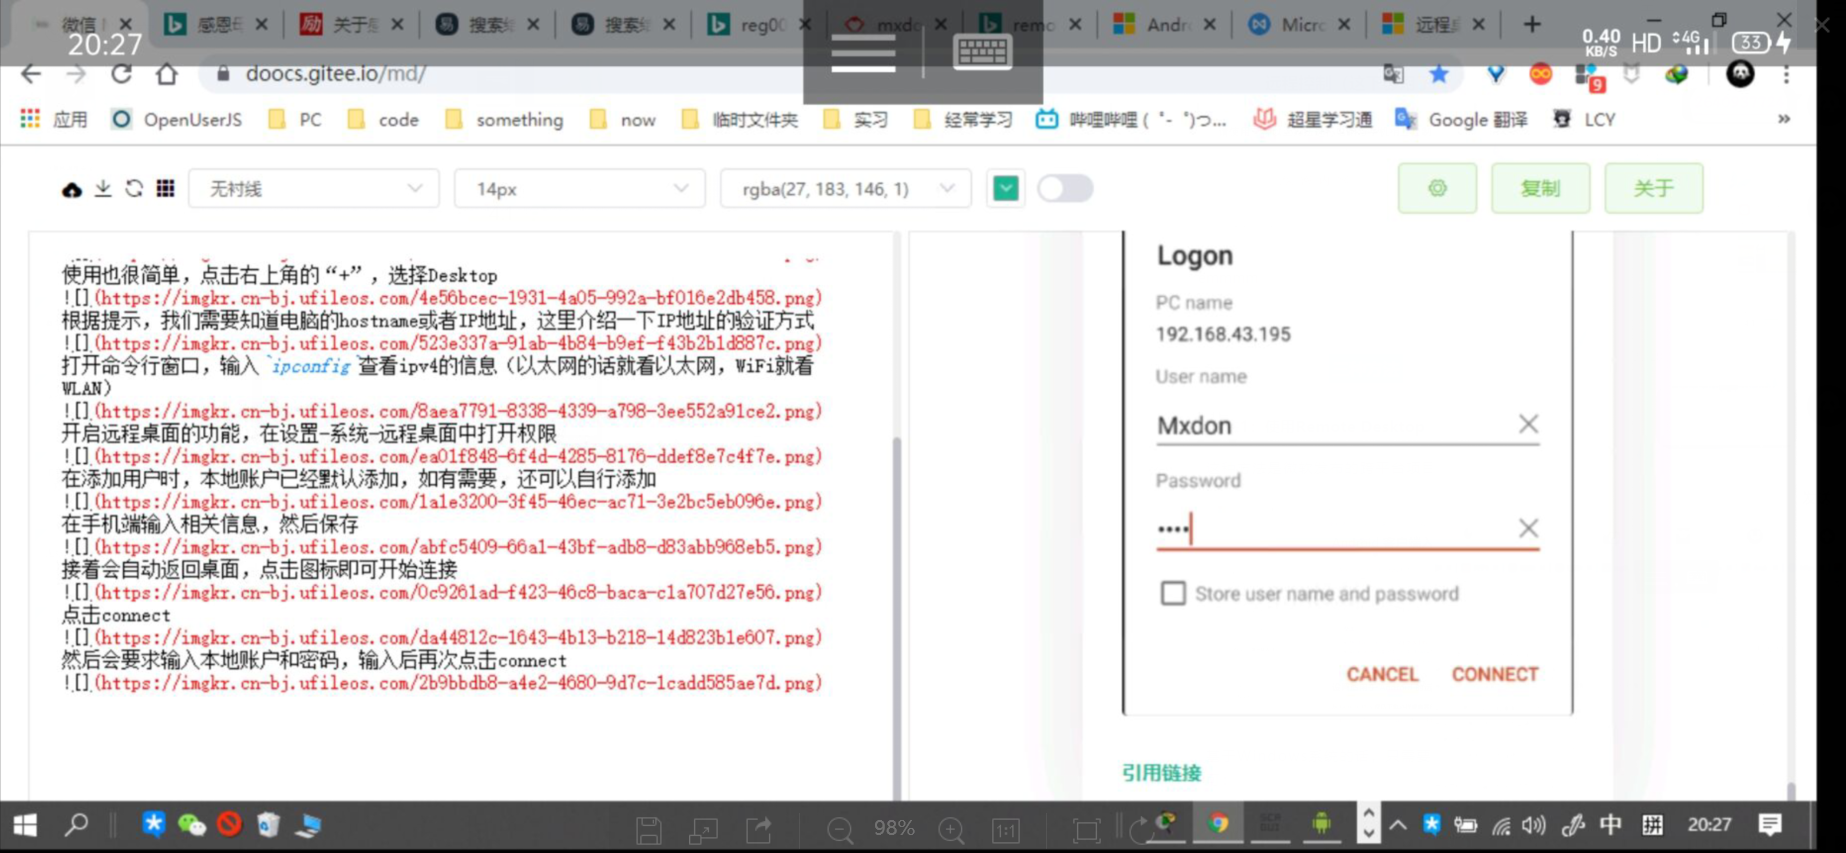 微信
感恩
关于
搜索
搜索
reg00
mxdo
remo
Andr
Micro
远程
20:27
0.40
KB/S
HD
4G
33
doocs.gitee.io/md/
9
应用
OpenUserJS
PC
code
something
now
临时文件夹
实习
经常学习
哔哩哔哩 ( ゜- ゜)つ...
超星学习通
Google 翻译
LCY
»
无衬线
14px
rgba(27, 183, 146, 1)
复制
关于
使用也很简单，点击右上角的“+”，选择Desktop
![](https://imgkr.cn-bj.ufileos.com/4e56bcec-1931-4a05-992a-bf016e2db458.png)
根据提示，我们需要知道电脑的hostname或者IP地址，这里介绍一下IP地址的验证方式
![](https://imgkr.cn-bj.ufileos.com/523e337a-91ab-4b84-b9ef-f43b2b1d887c.png)
打开命令行窗口，输入`ipconfig`查看ipv4的信息（以太网的话就看以太网，WiFi就看
WLAN）
![](https://imgkr.cn-bj.ufileos.com/8aea7791-8338-4339-a798-3ee552a91ce2.png)
开启远程桌面的功能，在设置-系统-远程桌面中打开权限
![](https://imgkr.cn-bj.ufileos.com/ea01f848-6f4d-4285-8176-ddef8e7c4f7e.png)
在添加用户时，本地账户已经默认添加，如有需要，还可以自行添加
![](https://imgkr.cn-bj.ufileos.com/1a1e3200-3f45-46ec-ac71-3e2bc5eb096e.png)
在手机端输入相关信息，然后保存
![](https://imgkr.cn-bj.ufileos.com/abfc5409-66a1-43bf-adb8-d83abb968eb5.png)
接着会自动返回桌面，点击图标即可开始连接
![](https://imgkr.cn-bj.ufileos.com/0c9261ad-f423-46c8-baca-c1a707d27e56.png)
点击connect
![](https://imgkr.cn-bj.ufileos.com/da44812c-1643-4b13-b218-14d823b1e607.png)
然后会要求输入本地账户和密码，输入后再次点击connect
![](https://imgkr.cn-bj.ufileos.com/2b9bbdb8-a4e2-4680-9d7c-1cadd585ae7d.png)
Logon
PC name
192.168.43.195
User name
Mxdon
Password
••••
Store user name and password
CANCEL
CONNECT
引用链接
98%
1:1
中
拼
20:27